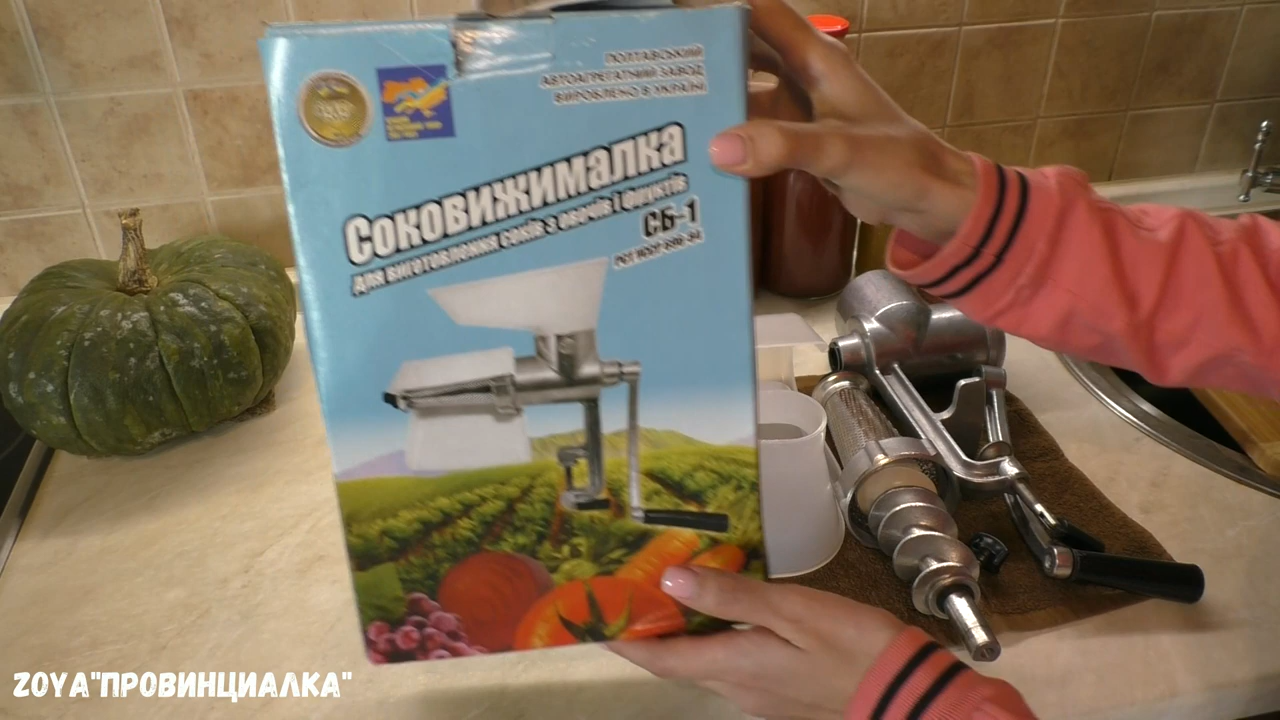 ПОЛТАВСЬКИЙ
АВТОАГРЕГАТНИЙ ЗАВОД
ВИРОБЛЕНО В УКРАЇНІ
Соковижималка
для виготовлення соків з овочів і фруктів
СБ-1
ZOYA"ПРОВИНЦИАЛКА"